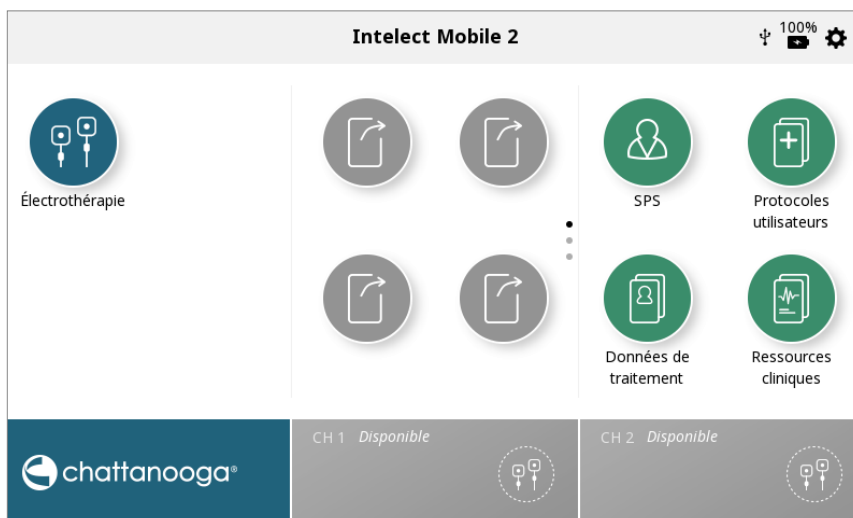 Intelect Mobile 2
100%
Électrothérapie
SPS
Protocoles
utilisateurs
Données de
traitement
Ressources
cliniques
chattanooga®
CH 1 Disponible
CH 2 Disponible